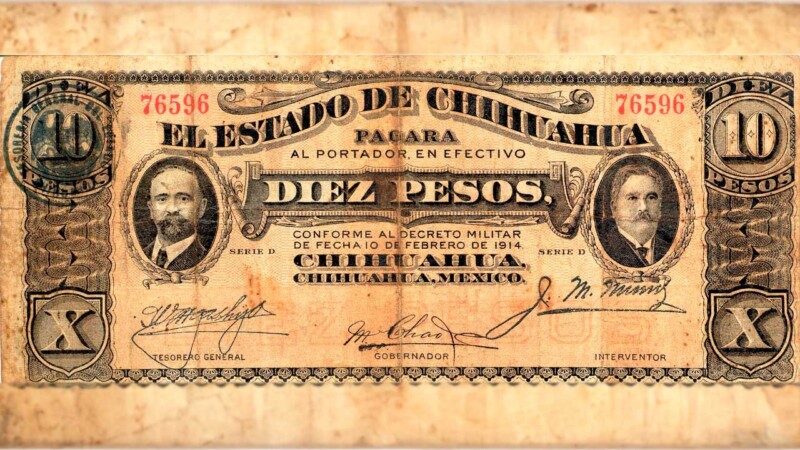 DIEZ DIEZ
76596 76596
EL ESTADO DE CHIHUAHUA
10 10
PESOS PESOS
PAGARA
AL PORTADOR, EN EFECTIVO
DIEZ PESOS,
CONFORME AL DECRETO MILITAR
DE FECHA 10 DE FEBRERO DE 1914
SERIE D SERIE D
CHIHUAHUA,
CHIHUAHUA, MEXICO.
X X
M. Chao
TESORERO GENERAL GOBERNADOR INTERVENTOR